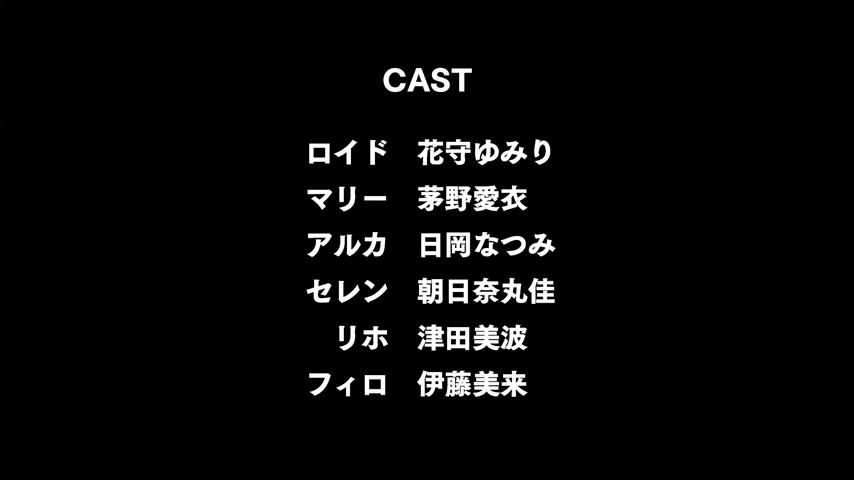 CAST
ロイド 花守ゆみり
マリー 茅野愛衣
アルカ 日岡なつみ
セレン 朝日奈丸佳
リホ 津田美波
フィロ 伊藤美来